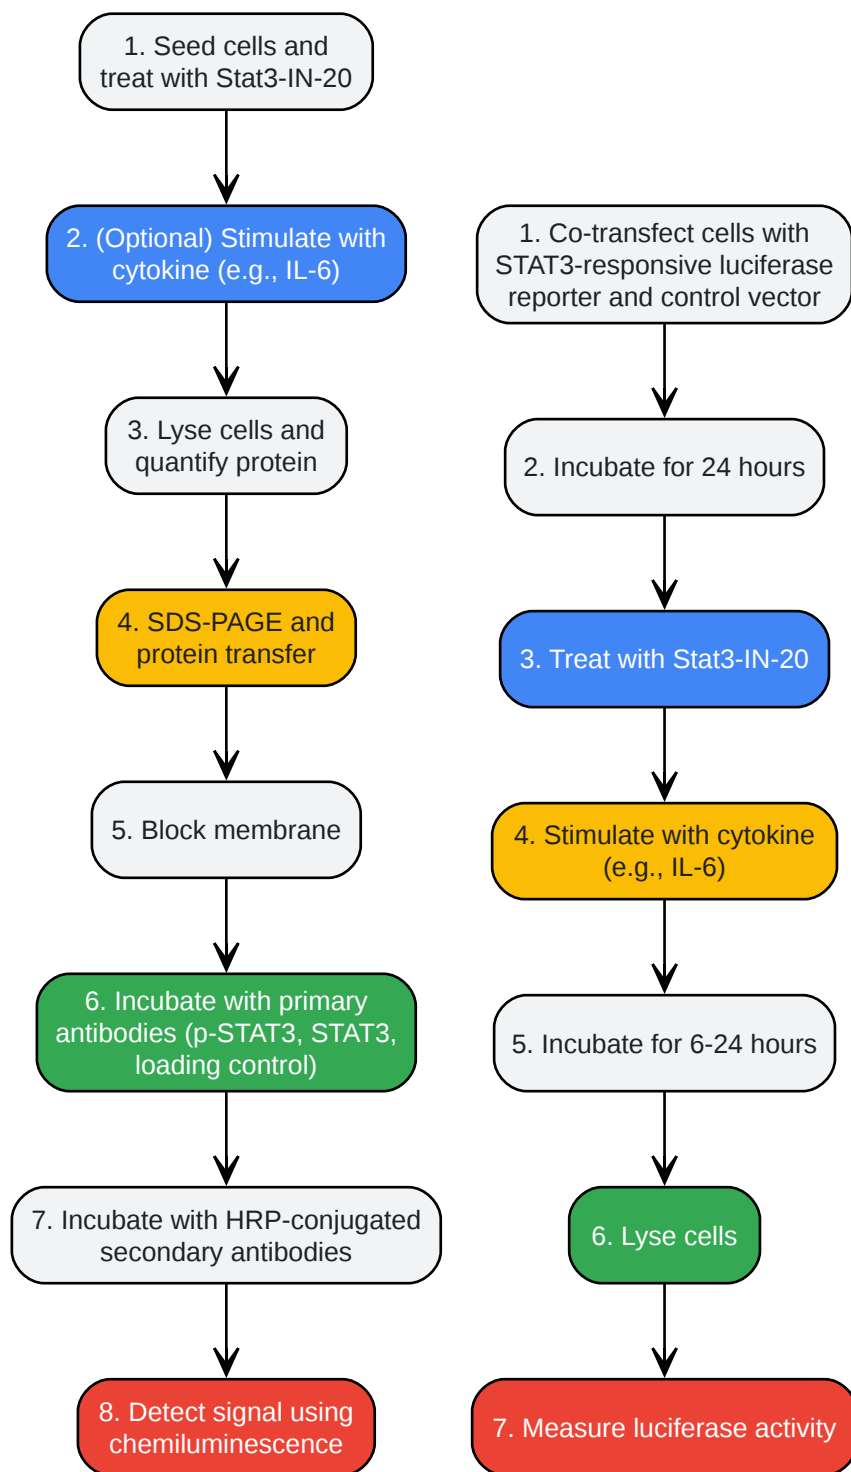 1. Seed cells and
treat with Stat3-IN-20
2. (Optional) Stimulate with
cytokine (e.g., IL-6)
3. Lyse cells and
quantify protein
4. SDS-PAGE and
protein transfer
5. Block membrane
6. Incubate with primary
antibodies (p-STAT3, STAT3,
loading control)
7. Incubate with HRP-conjugated
secondary antibodies
8. Detect signal using
chemiluminescence
1. Co-transfect cells with
STAT3-responsive luciferase
reporter and control vector
2. Incubate for 24 hours
3. Treat with Stat3-IN-20
4. Stimulate with cytokine
(e.g., IL-6)
5. Incubate for 6-24 hours
6. Lyse cells
7. Measure luciferase activity